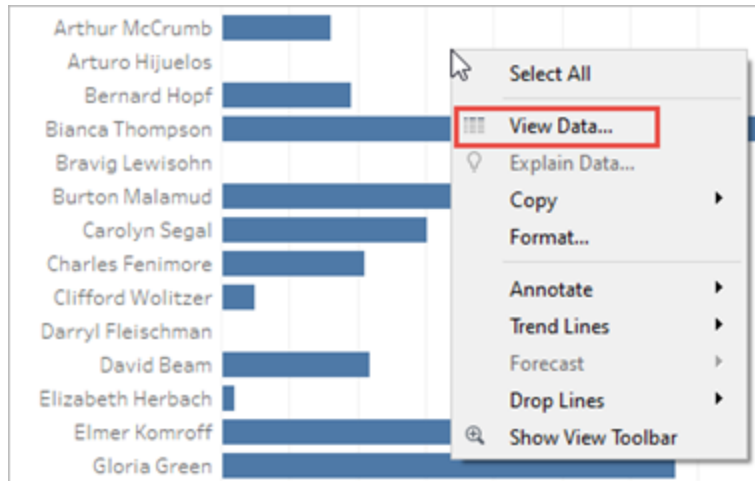 Arthur McCrumb
Arturo Hijuelos
Bernard Hopf
Bianca Thompson
Bravig Lewisohn
Burton Malamud
Carolyn Segal
Charles Fenimore
Clifford Wolitzer
Darryl Fleischman
David Beam
Elizabeth Herbach
Elmer Komroff
Gloria Green
Select All
View Data...
Explain Data...
Copy
Format...
Annotate
Trend Lines
Forecast
Drop Lines
Show View Toolbar